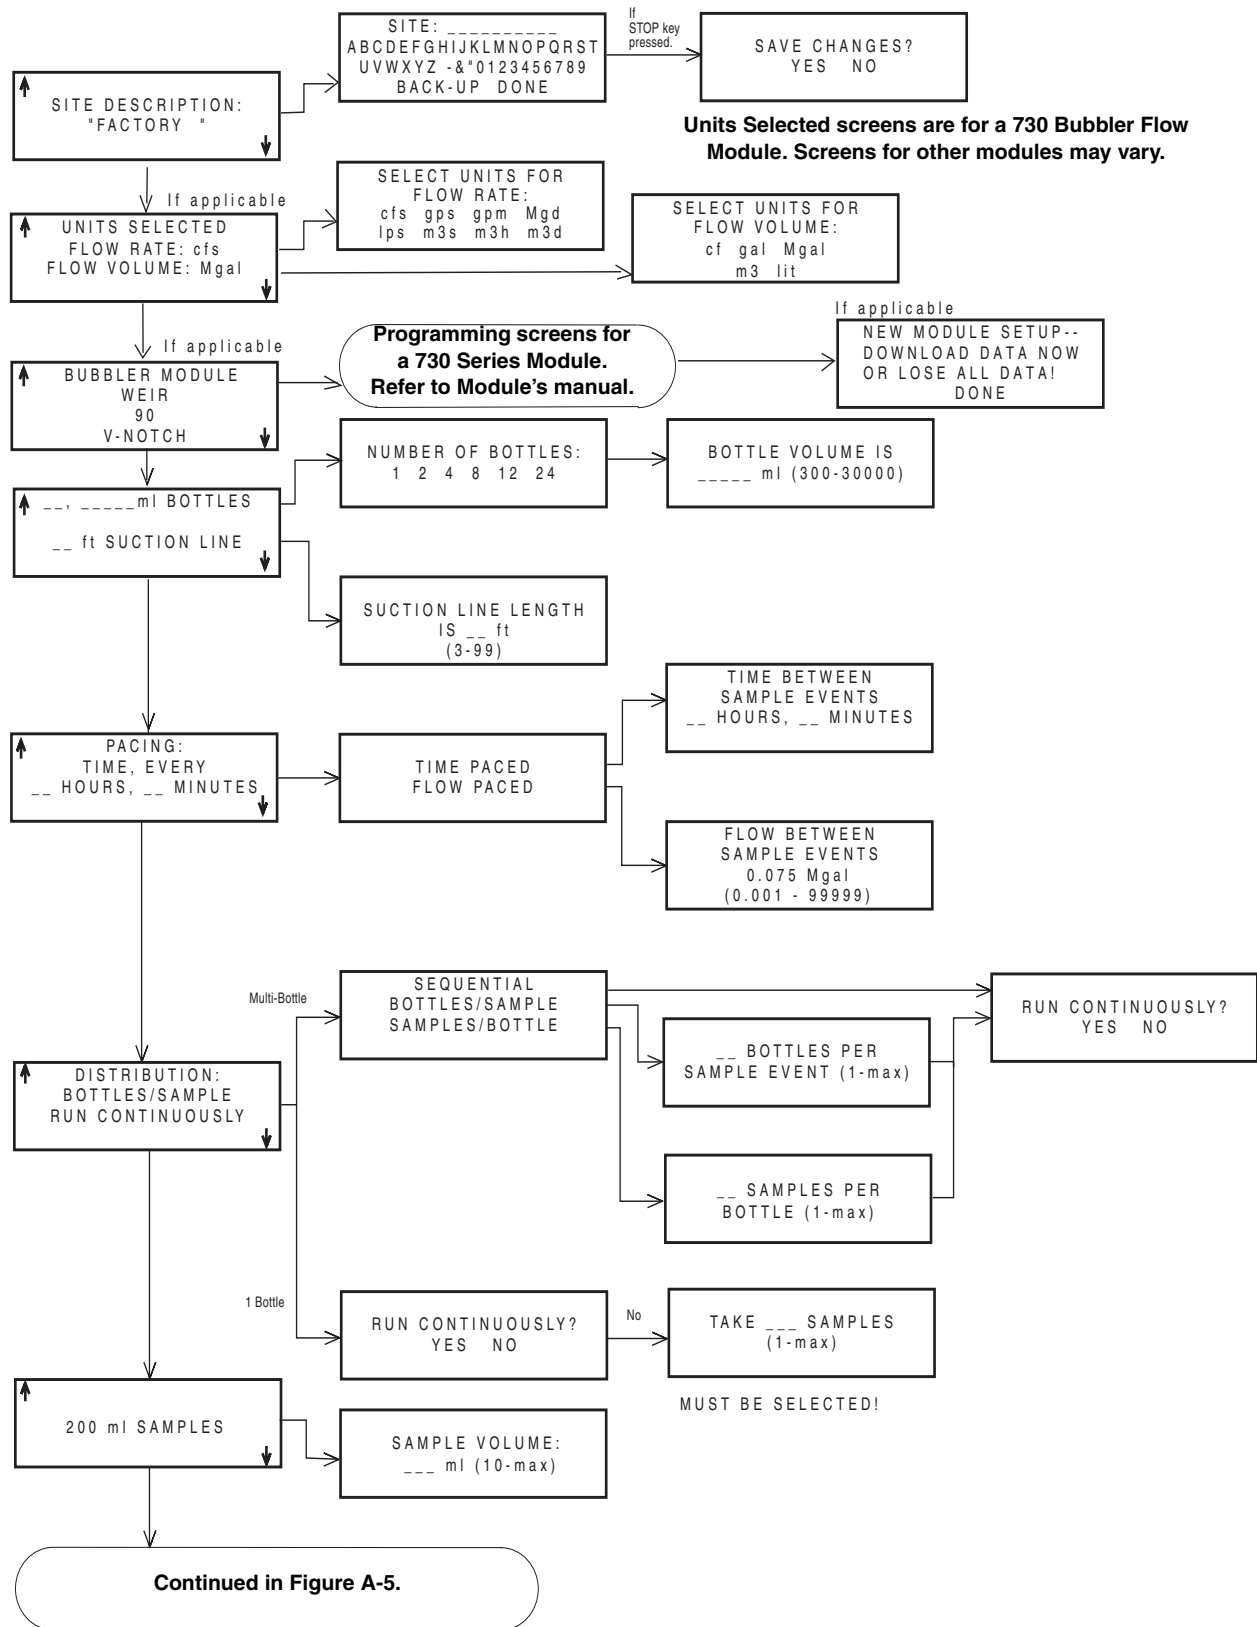 If
STOP key
pressed.
SITE: __________
ABCDEFGHIJKLMNOPQRST
UVWXYZ -&"0123456789
BACK-UP DONE
SAVE CHANGES?
YES NO
SITE DESCRIPTION:
"FACTORY "
Units Selected screens are for a 730 Bubbler Flow
Module. Screens for other modules may vary.
If applicable
UNITS SELECTED
FLOW RATE: cfs
FLOW VOLUME: Mgal
SELECT UNITS FOR
FLOW RATE:
cfs gps gpm Mgd
lps m3s m3h m3d
SELECT UNITS FOR
FLOW VOLUME:
cf gal Mgal
m3 lit
If applicable
BUBBLER MODULE
WEIR
90
V-NOTCH
Programming screens for
a 730 Series Module.
Refer to Module's manual.
If applicable
NEW MODULE SETUP--
DOWNLOAD DATA NOW
OR LOSE ALL DATA!
DONE
__, _____ml BOTTLES
__ ft SUCTION LINE
NUMBER OF BOTTLES:
1 2 4 8 12 24
BOTTLE VOLUME IS
_____ ml (300-30000)
SUCTION LINE LENGTH
IS __ ft
(3-99)
PACING:
TIME, EVERY
__ HOURS, __ MINUTES
TIME PACED
FLOW PACED
TIME BETWEEN
SAMPLE EVENTS
__ HOURS, __ MINUTES
FLOW BETWEEN
SAMPLE EVENTS
0.075 Mgal
(0.001 - 99999)
DISTRIBUTION:
BOTTLES/SAMPLE
RUN CONTINUOUSLY
Multi-Bottle
SEQUENTIAL
BOTTLES/SAMPLE
SAMPLES/BOTTLE
__ BOTTLES PER
SAMPLE EVENT (1-max)
__ SAMPLES PER
BOTTLE (1-max)
RUN CONTINUOUSLY?
YES NO
1 Bottle
RUN CONTINUOUSLY?
YES NO
No
TAKE ___ SAMPLES
(1-max)
MUST BE SELECTED!
200 ml SAMPLES
SAMPLE VOLUME:
___ ml (10-max)
Continued in Figure A-5.